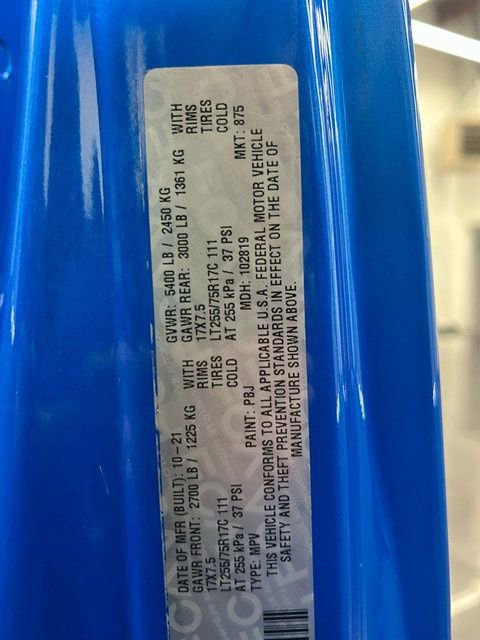 DATE OF MFR (BUILT): 10-21 GVWR: 5400 LB / 2450 KG
GAWR FRONT: 2700 LB / 1225 KG WITH GAWR REAR: 3000 LB / 1361 KG WITH
17X7.5 RIMS 17X7.5 RIMS
LT255/75R17C 111 TIRES LT255/75R17C 111 TIRES
AT 255 kPa / 37 PSI COLD AT 255 kPa / 37 PSI COLD
TYPE: MPV PAINT: PBJ MDH: 102819 MKT: 875
THIS VEHICLE CONFORMS TO ALL APPLICABLE U.S.A. FEDERAL MOTOR VEHICLE
SAFETY AND THEFT PREVENTION STANDARDS IN EFFECT ON THE DATE OF
MANUFACTURE SHOWN ABOVE.